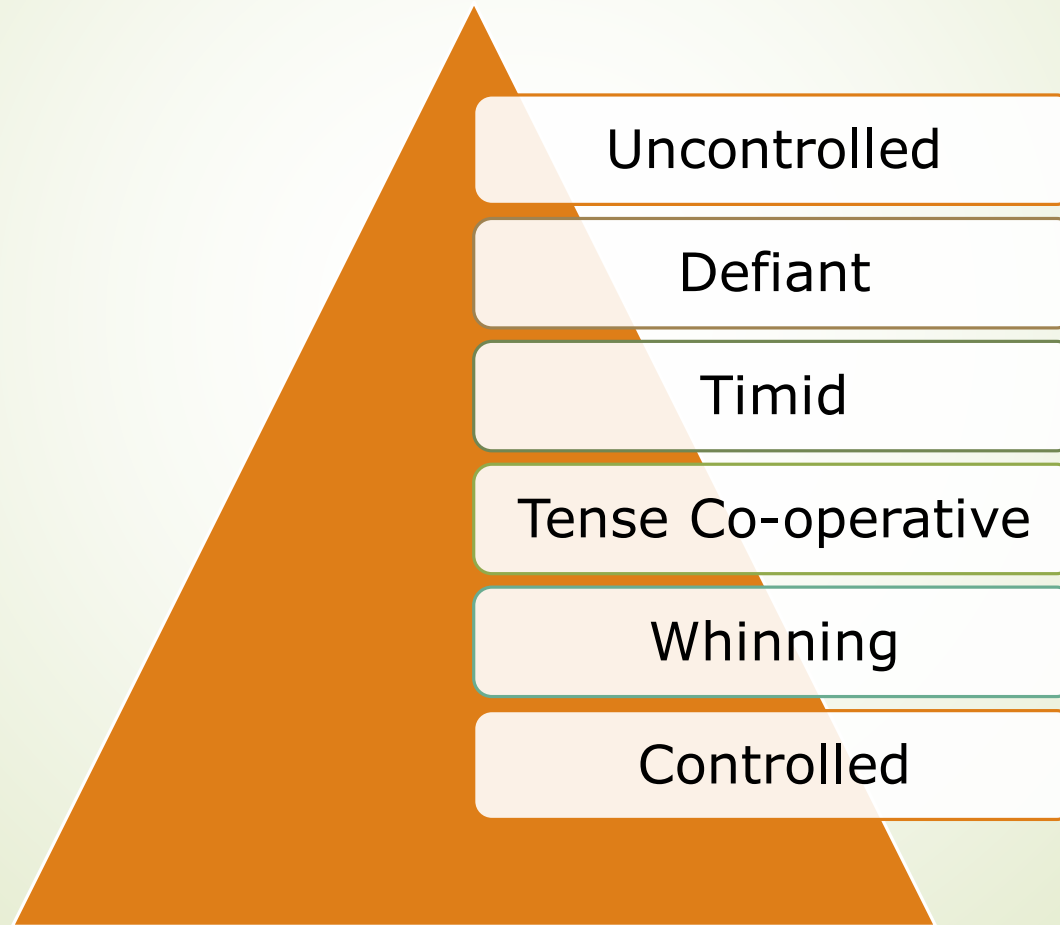 Uncontrolled
Defiant
Timid
Tense Co-operative
Whinning
Controlled